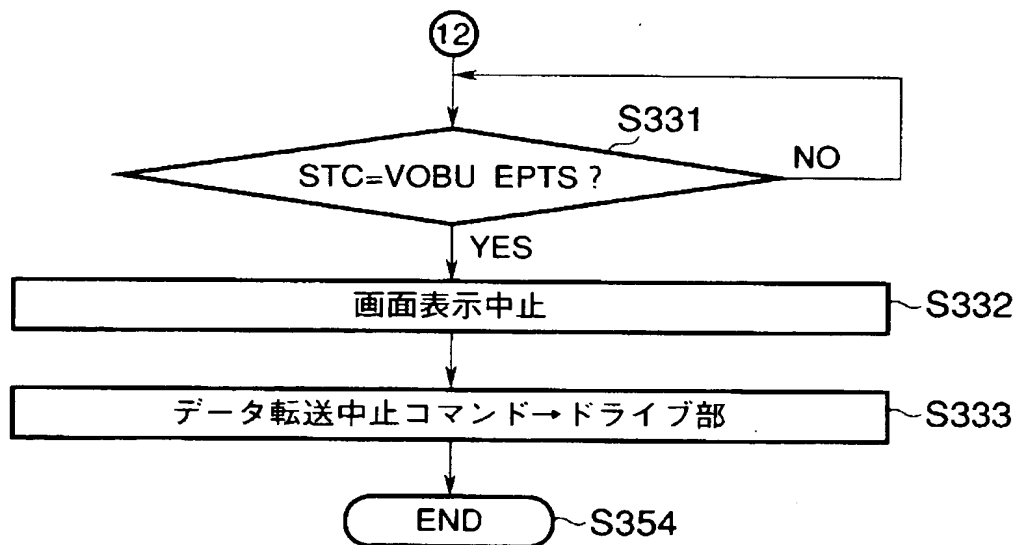 12
S331
STC=VOBU EPTS ?
NO
YES
画面表示中止
S332
データ転送中止コマンド→ドライブ部
S333
END
S354